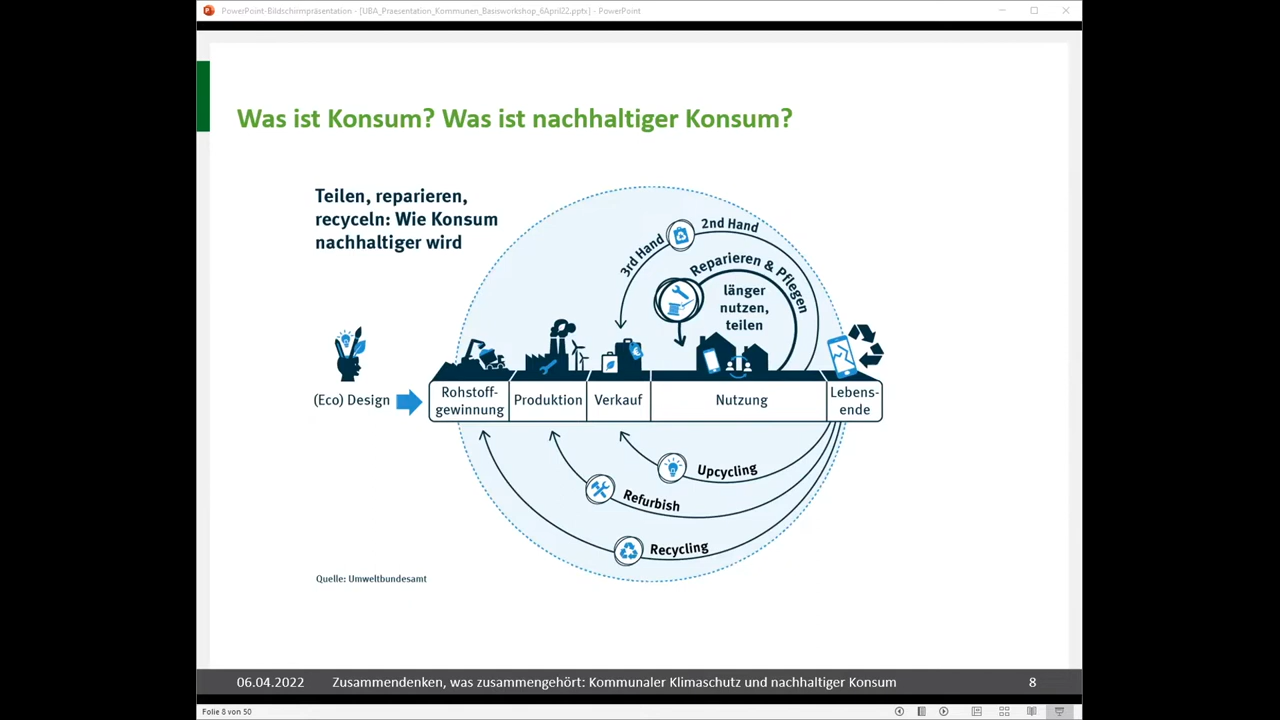 PowerPoint-Bildschirmpräsentation - [UBA_Praesentation_Kommunen_Basisworkshop_6April22.pptx] - PowerPoint
Was ist Konsum? Was ist nachhaltiger Konsum?
Teilen, reparieren,
recyceln: Wie Konsum
nachhaltiger wird
2nd Hand
3rd Hand
Reparieren & Pflegen
länger
nutzen,
teilen
(Eco) Design
Rohstoff-
gewinnung
Produktion
Verkauf
Nutzung
Lebens-
ende
Upcycling
Refurbish
Recycling
Quelle: Umweltbundesamt
06.04.2022 Zusammendenken, was zusammengehört: Kommunaler Klimaschutz und nachhaltiger Konsum 8
Folie 8 von 50